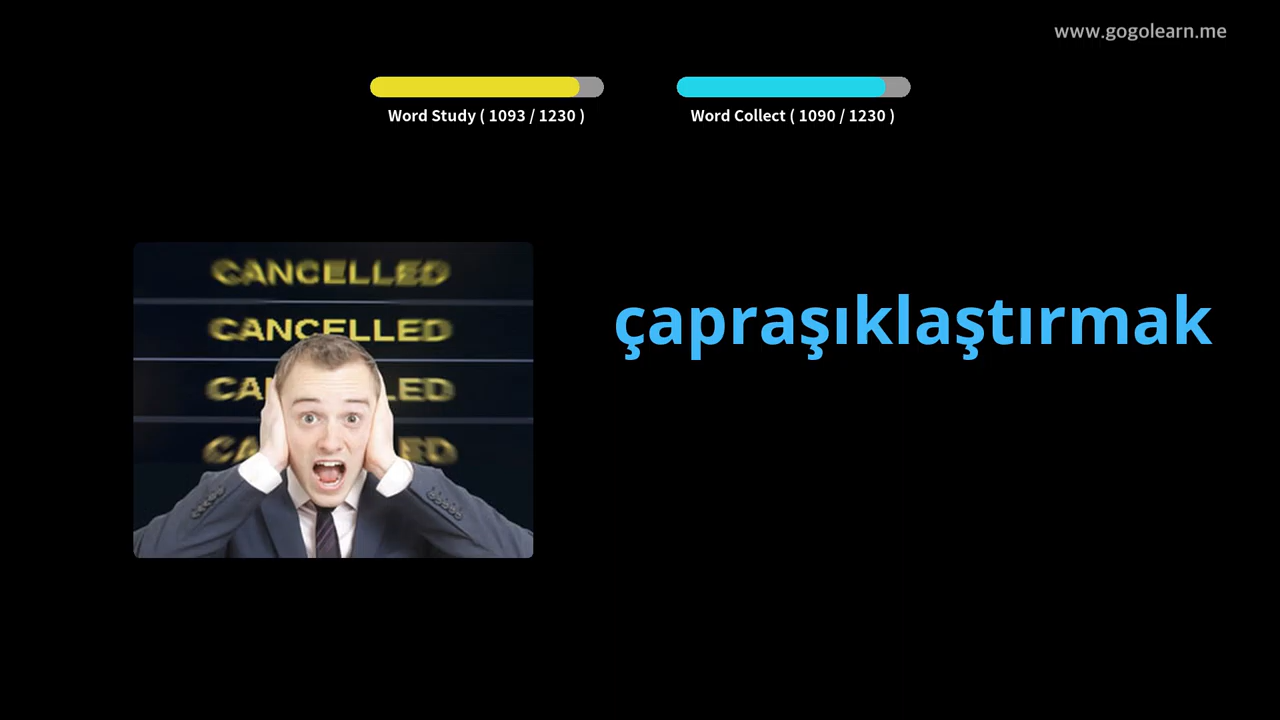 www.gogolearn.me
Word Study ( 1093 / 1230 )
Word Collect ( 1090 / 1230 )
CANCELLED
CANCELLED
çapraşıklaştırmak